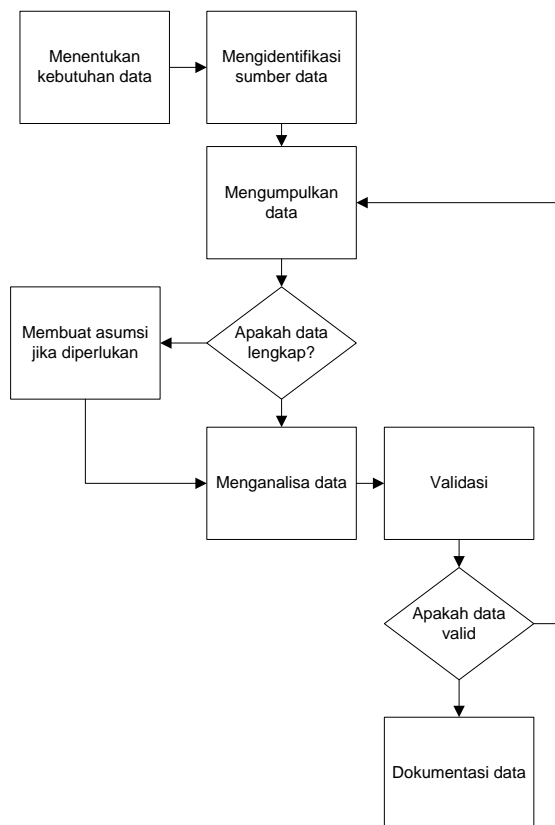 Menentukan
kebutuhan data
Mengidentifikasi
sumber data
Mengumpulkan
data
Apakah data
lengkap?
Membuat asumsi
jika diperlukan
Menganalisa data
Validasi
Apakah data
valid
Dokumentasi data